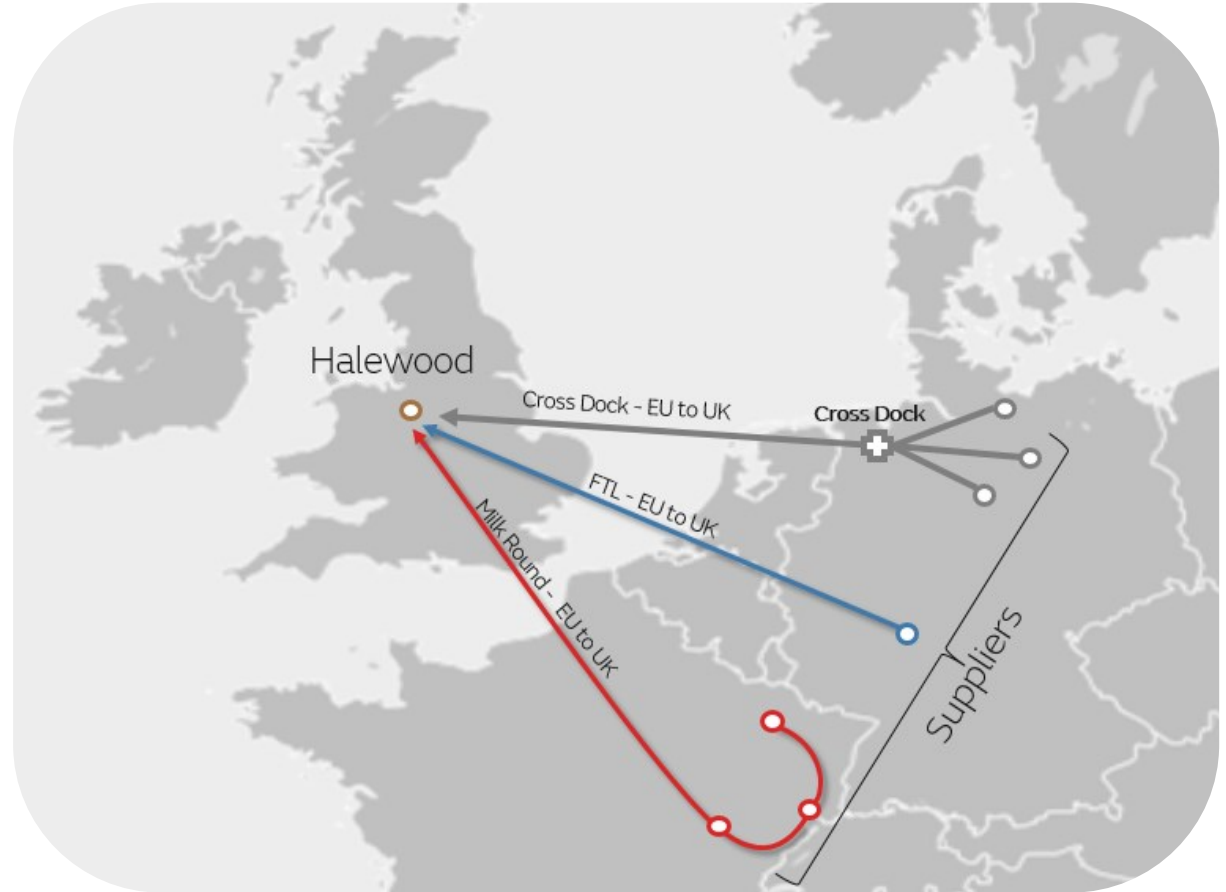 Halewood
Cross Dock - EU to UK
Cross Dock
FTL - EU to UK
Milk Round - EU to UK
Suppliers